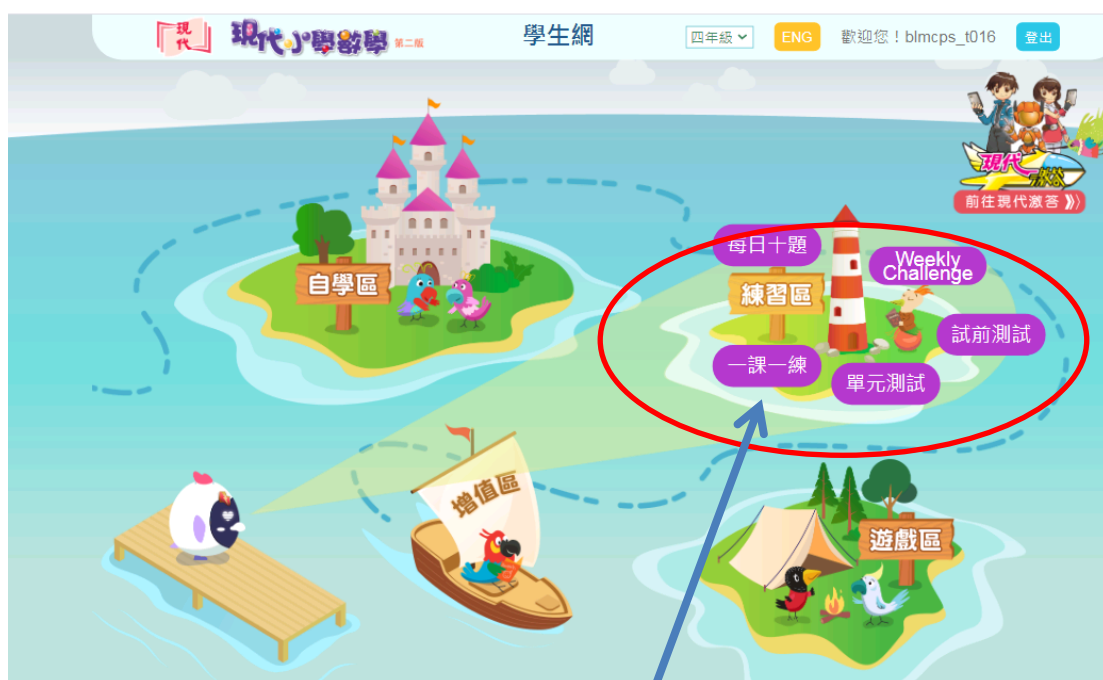 現代
現代小學數學 第二版
學生網
四年級
ENG
歡迎您！blmcps_t016
登出
現代激答
前往現代激答
自學區
每日十題
Weekly
Challenge
練習區
試前測試
一課一練
單元測試
增值區
遊戲區